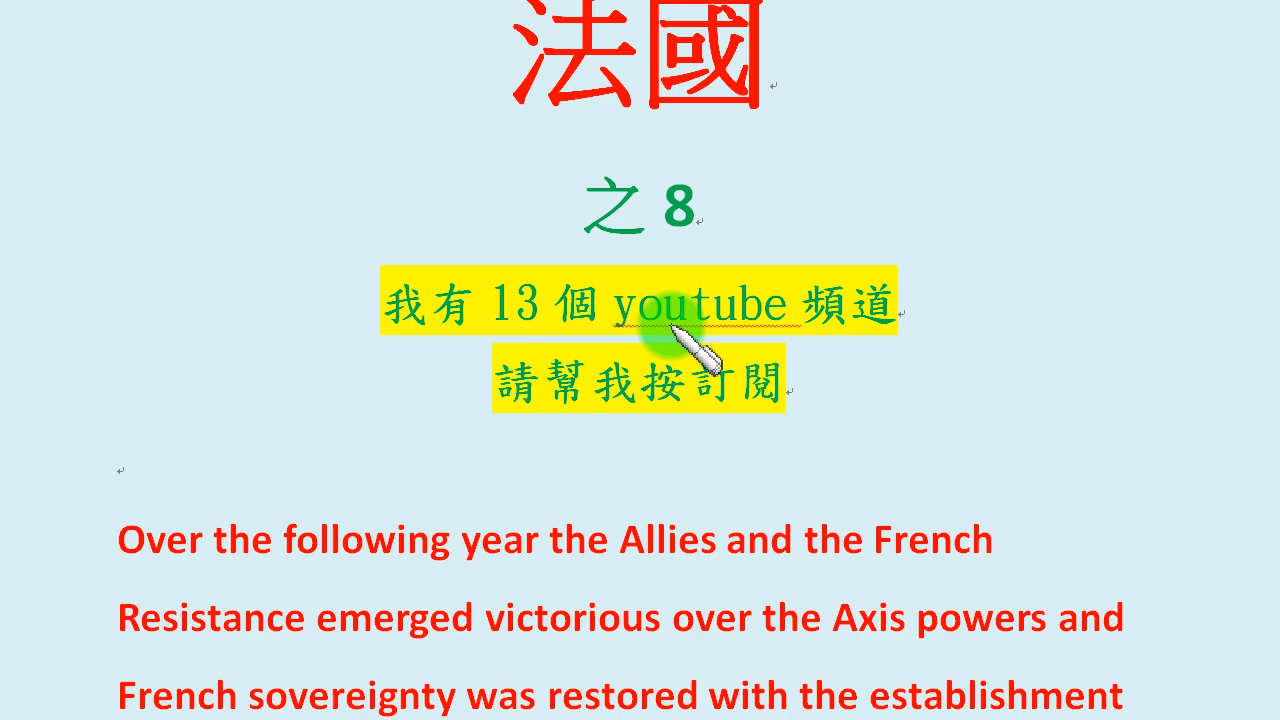 法國
之 8
我有 13 個 youtube 頻道
請幫我按訂閱
Over the following year the Allies and the French
Resistance emerged victorious over the Axis powers and
French sovereignty was restored with the establishment